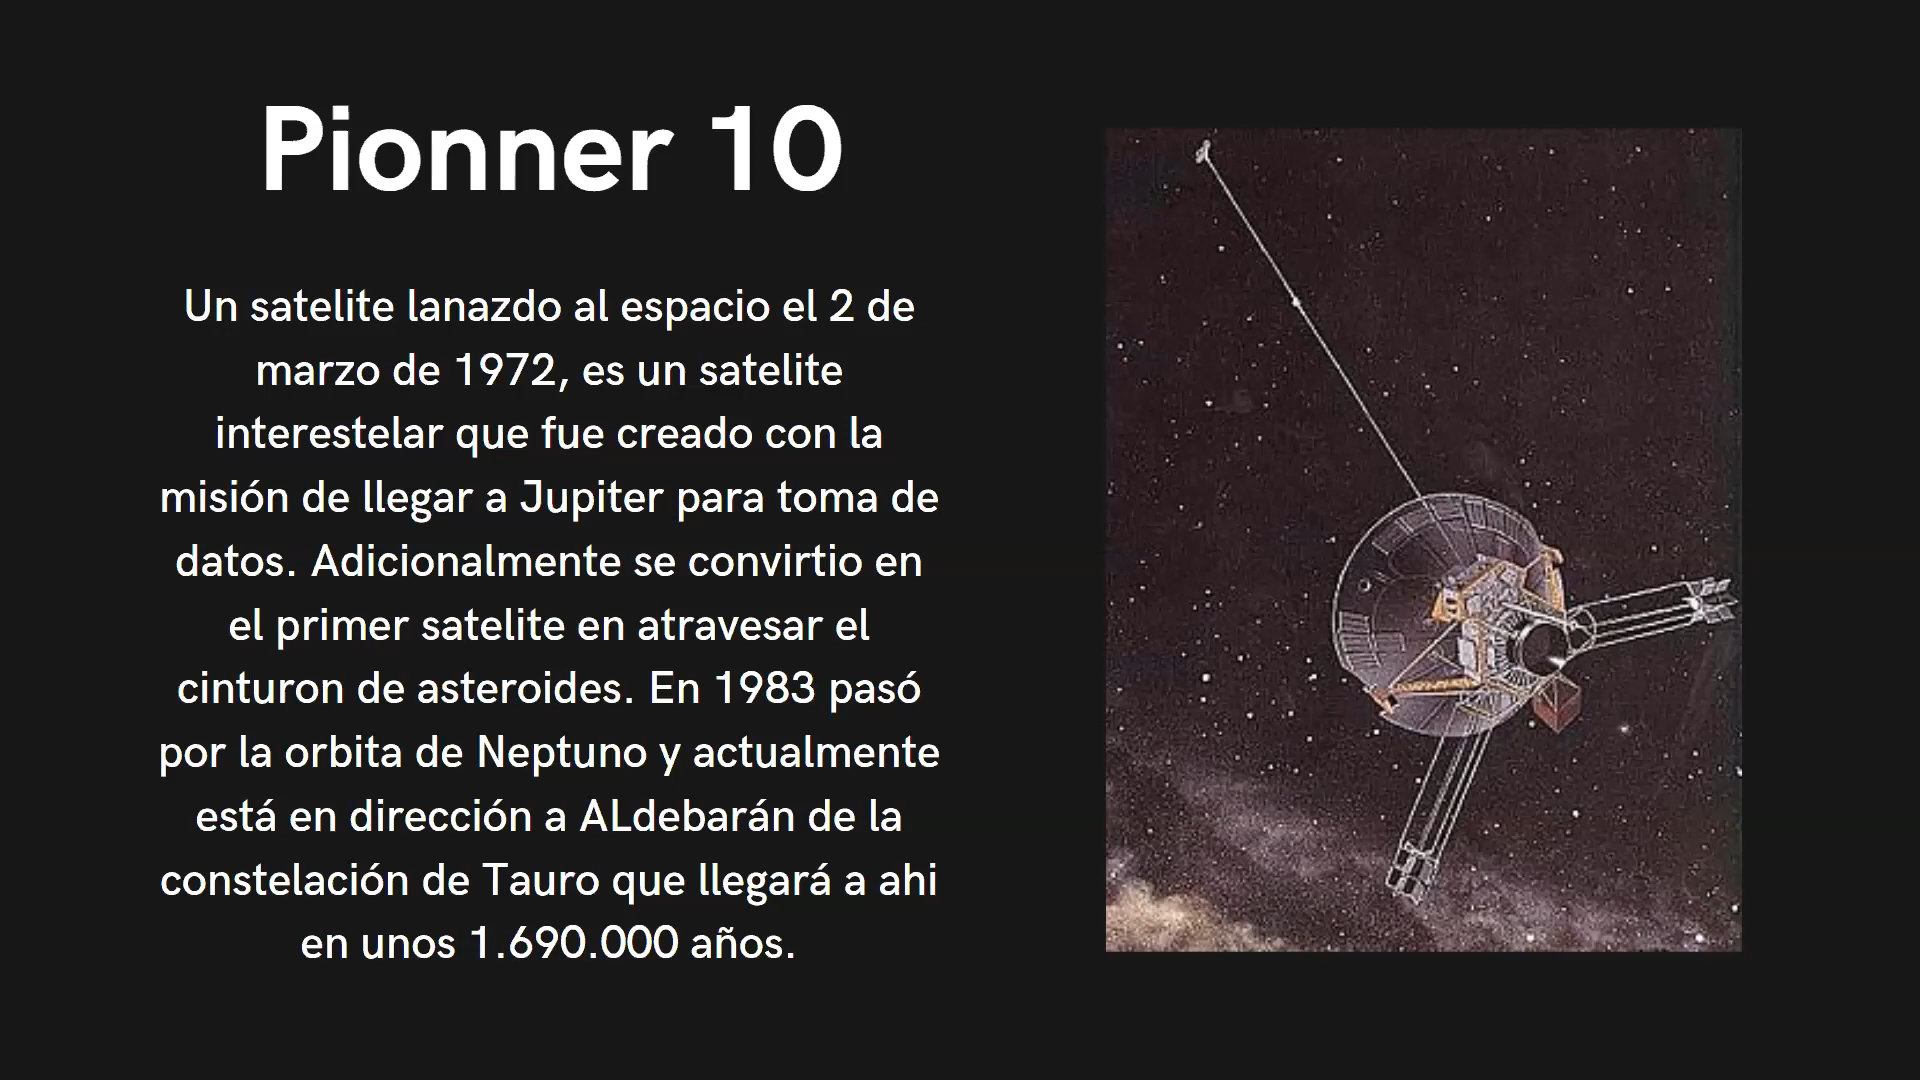 Pionner 10
Un satelite lanazdo al espacio el 2 de
marzo de 1972, es un satelite
interestelar que fue creado con la
misión de llegar a Jupiter para toma de
datos. Adicionalmente se convirtio en
el primer satelite en atravesar el
cinturon de asteroides. En 1983 pasó
por la orbita de Neptuno y actualmente
está en dirección a ALdebarán de la
constelación de Tauro que llegará a ahi
en unos 1.690.000 años.